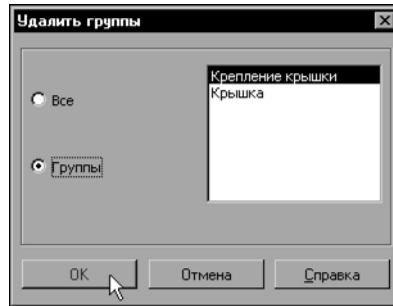 Удалить группы
Крепление крышки
Крышка
Все
Группы
OK
Отмена
Справка